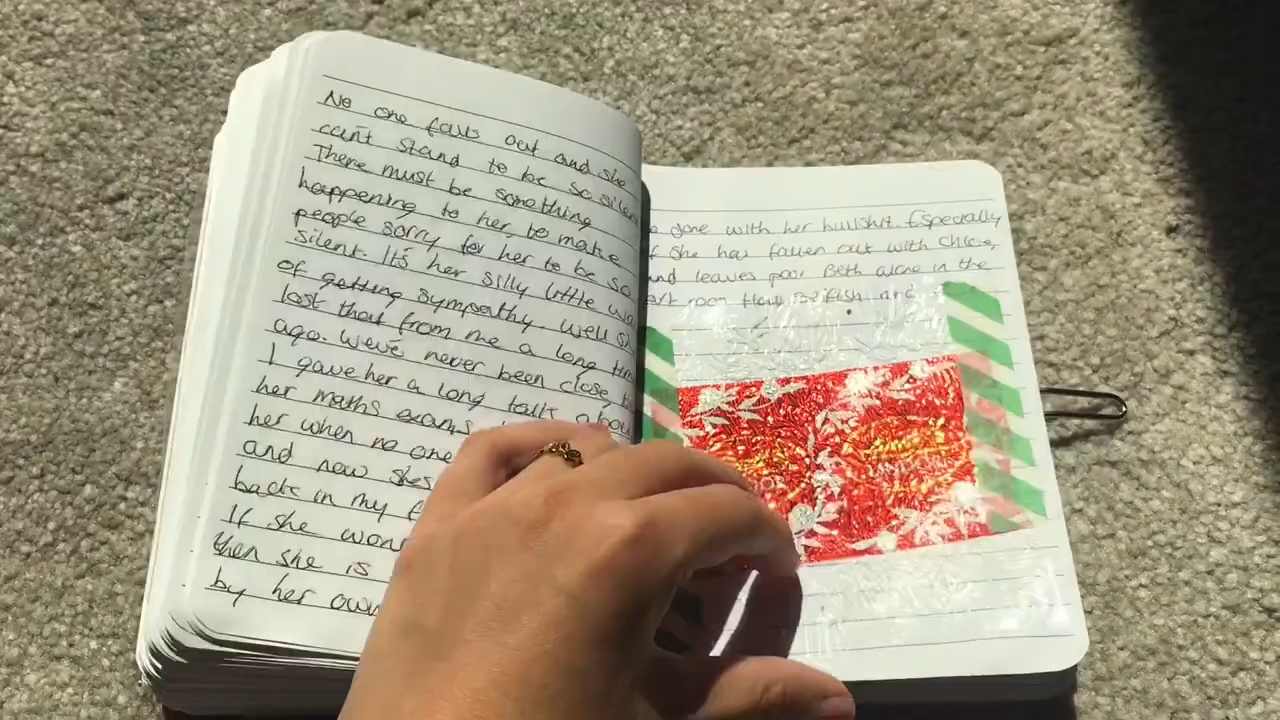 No one falls out and she
can't stand to be so silen
There must be something
happening to her to make
people sorry for her to be so
silent. It's her silly little wa
of getting sympathy. Well sh
lost that from me a long time
ago. We've never been close
I gave her a long talk abou
her maths exams
her when no one
and now shes
back in my f
If she won
then she is
by her own
done with her bullshit. Especially
if she has fallen out with Chloe,
and leaves poor Beth alone in the
art room. How selfish and